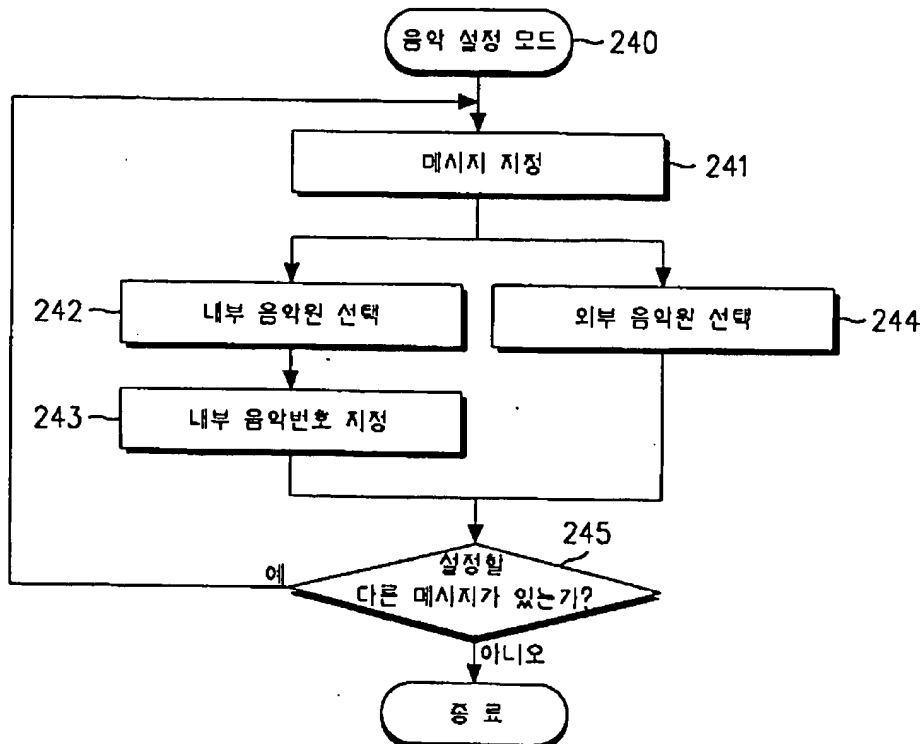 음악 설정 모드
240
메시지 지정
241
242
내부 음악원 선택
외부 음악원 선택
244
243
내부 음악번호 지정
245
예
설정할
다른 메시지가 있는가?
아니오
종 료